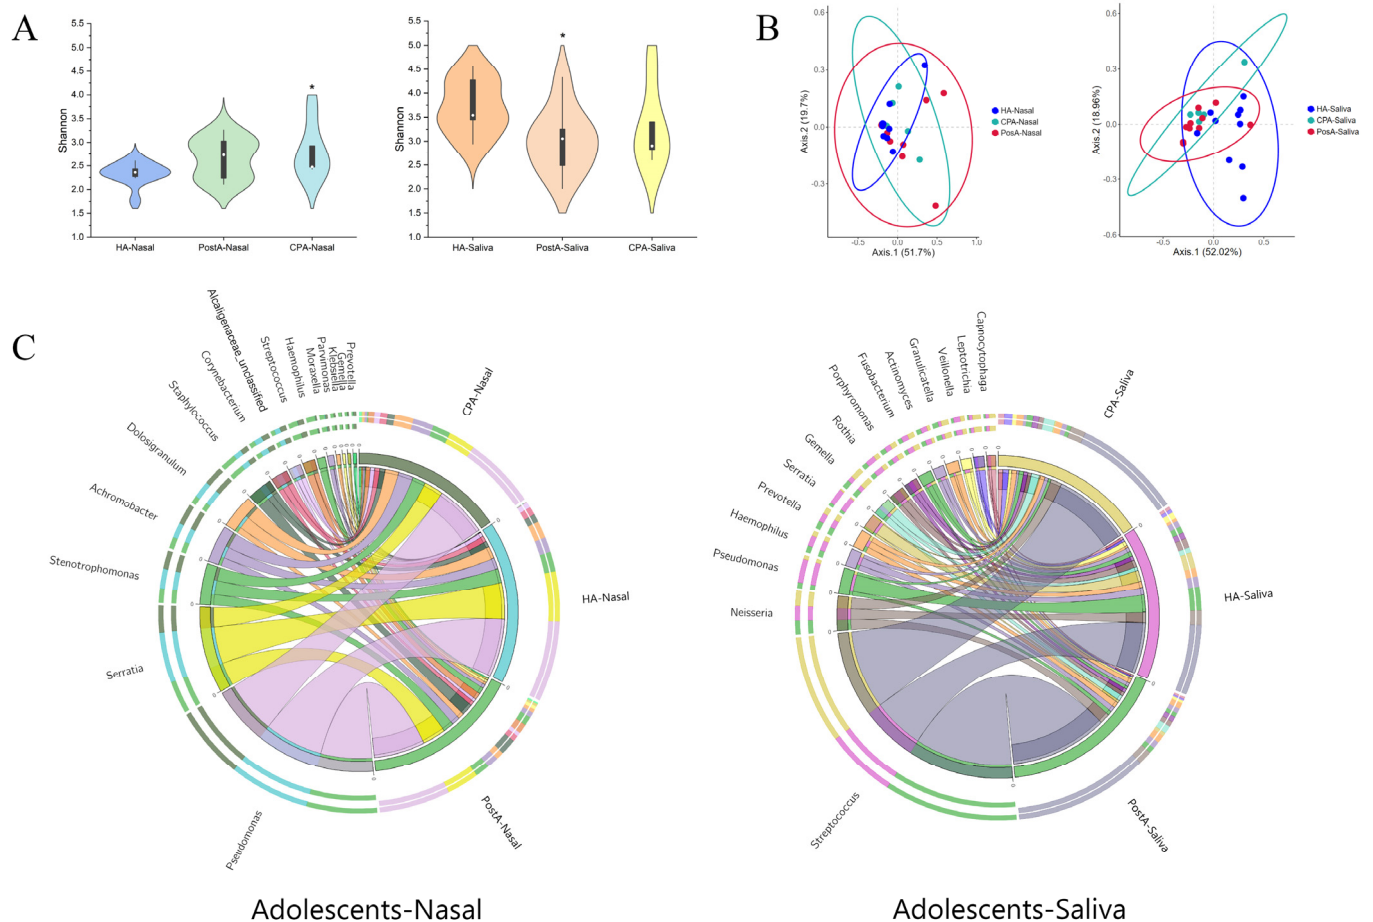 A
5.5
5.0
4.5
4.0
3.5
3.0
2.5
2.0
1.5
1.0
Shannon
*
HA-Nasal
PostA-Nasal
CPA-Nasal
5.5
5.0
4.5
4.0
3.5
3.0
2.5
2.0
1.5
1.0
Shannon
*
HA-Saliva
PostA-Saliva
CPA-Saliva
B
0.6
0.3
0.0
-0.3
Axis.2 (19.7%)
-0.5
0.0
0.5
1.0
Axis.1 (51.7%)
HA-Nasal
CPA-Nasal
PosA-Nasal
0.6
0.3
0.0
-0.3
-0.6
Axis.2 (18.96%)
-0.5
0.0
0.5
Axis.1 (52.02%)
HA-Saliva
CPA-Saliva
PosA-Saliva
C
Prevotella
Gemella
Klebsiella
Parvimonas
Moraxella
Haemophilus
Streptococcus
Alcaligenaceae_unclassified
Corynebacterium
Staphylococcus
Dolosigranulum
Achromobacter
Stenotrophomonas
Serratia
Pseudomonas
CPA-Nasal
HA-Nasal
PostA-Nasal
Adolescents-Nasal
Capnocytophaga
Leptotrichia
Veillonella
Granulicatella
Actinomyces
Fusobacterium
Porphyromonas
Rothia
Gemella
Serratia
Prevotella
Haemophilus
Pseudomonas
Neisseria
Streptococcus
CPA-Saliva
HA-Saliva
PostA-Saliva
Adolescents-Saliva